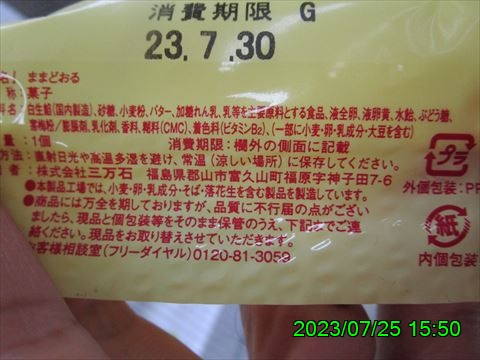 消費期限 G
23.7.30
名:ままどおる
称:菓子
:白生餡(国内製造)、砂糖、小麦粉、バター、加糖れん乳、乳等を主要原料とする食品、液全卵、液卵黄、水飴、ぶどう糖、
寒梅粉/膨脹剤、乳化剤、香料、糊料(CMC)、着色料(ビタミンB₂)、(一部に小麦・卵・乳成分・大豆を含む)
量:1個 消費期限:欄外の側面に記載
:直射日光や高温多湿を避け、常温(涼しい場所)に保存してください。
者:株式会社三万石 福島県郡山市富久山町福原字神子田7-6
●本製品工場では、小麦・卵・乳成分・そば・落花生を含む製品を製造しています。
●商品には万全を期しておりますが、品質に不行届の点がござい
ましたら、現品と個包装等をそのまま保管のうえ、下記までご連
絡ください。現品をお取り替えさせていただきます。
お客様相談室(フリーダイヤル)0120-81-3059
プラ
外個包装:PP
紙
内個包装
2023/07/25 15:50